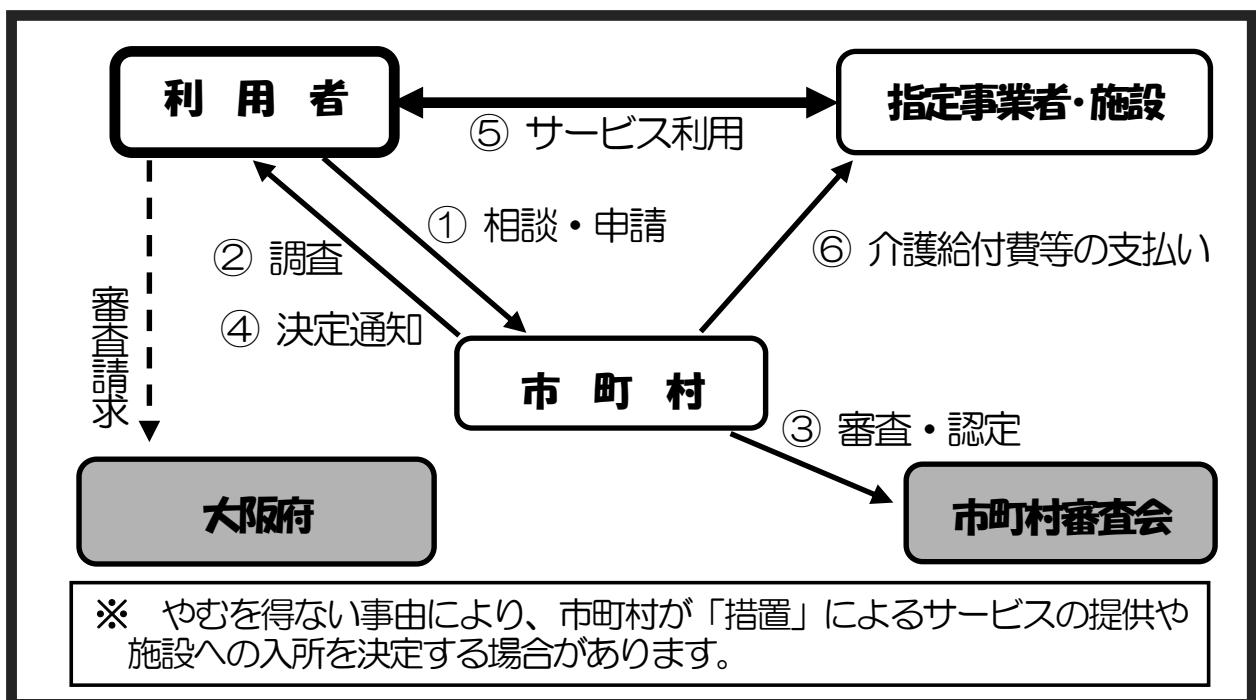 利 用 者
指定事業者・施設
⑤ サービス利用
① 相談・申請
② 調査
⑥ 介護給付費等の支払い
④ 決定通知
審査請求
市 町 村
③ 審査・認定
大阪府
市町村審査会
※ やむを得ない事由により、市町村が「措置」によるサービスの提供や
施設への入所を決定する場合があります。